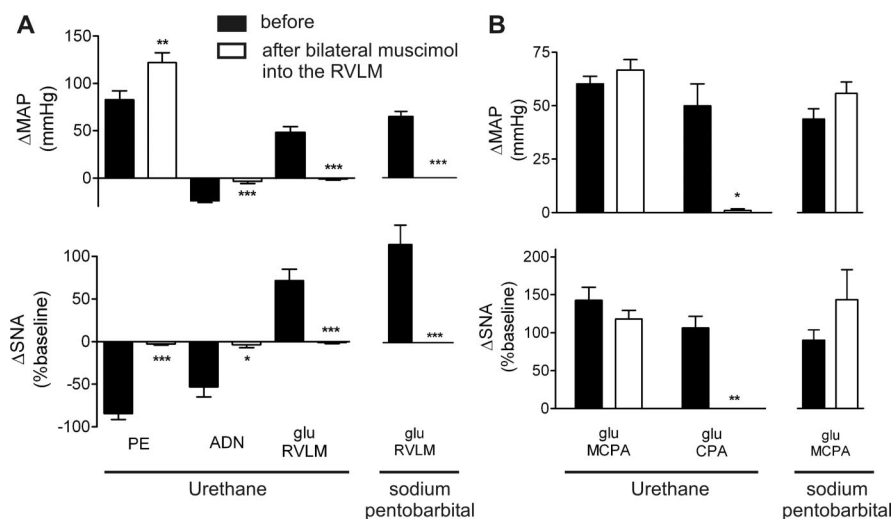 A
before
after bilateral muscimol
into the RVLM
ΔMAP
(mmHg)
150
100
50
0
**
***
***
***
ΔSNA
(%baseline)
100
50
0
-50
-100
***
*
***
***
PE
ADN
glu
RVLM
glu
RVLM
Urethane
sodium
pentobarbital
B
ΔMAP
(mmHg)
75
50
25
0
*
ΔSNA
(%baseline)
200
150
100
50
0
**
glu
MCPA
glu
CPA
glu
MCPA
Urethane
sodium
pentobarbital